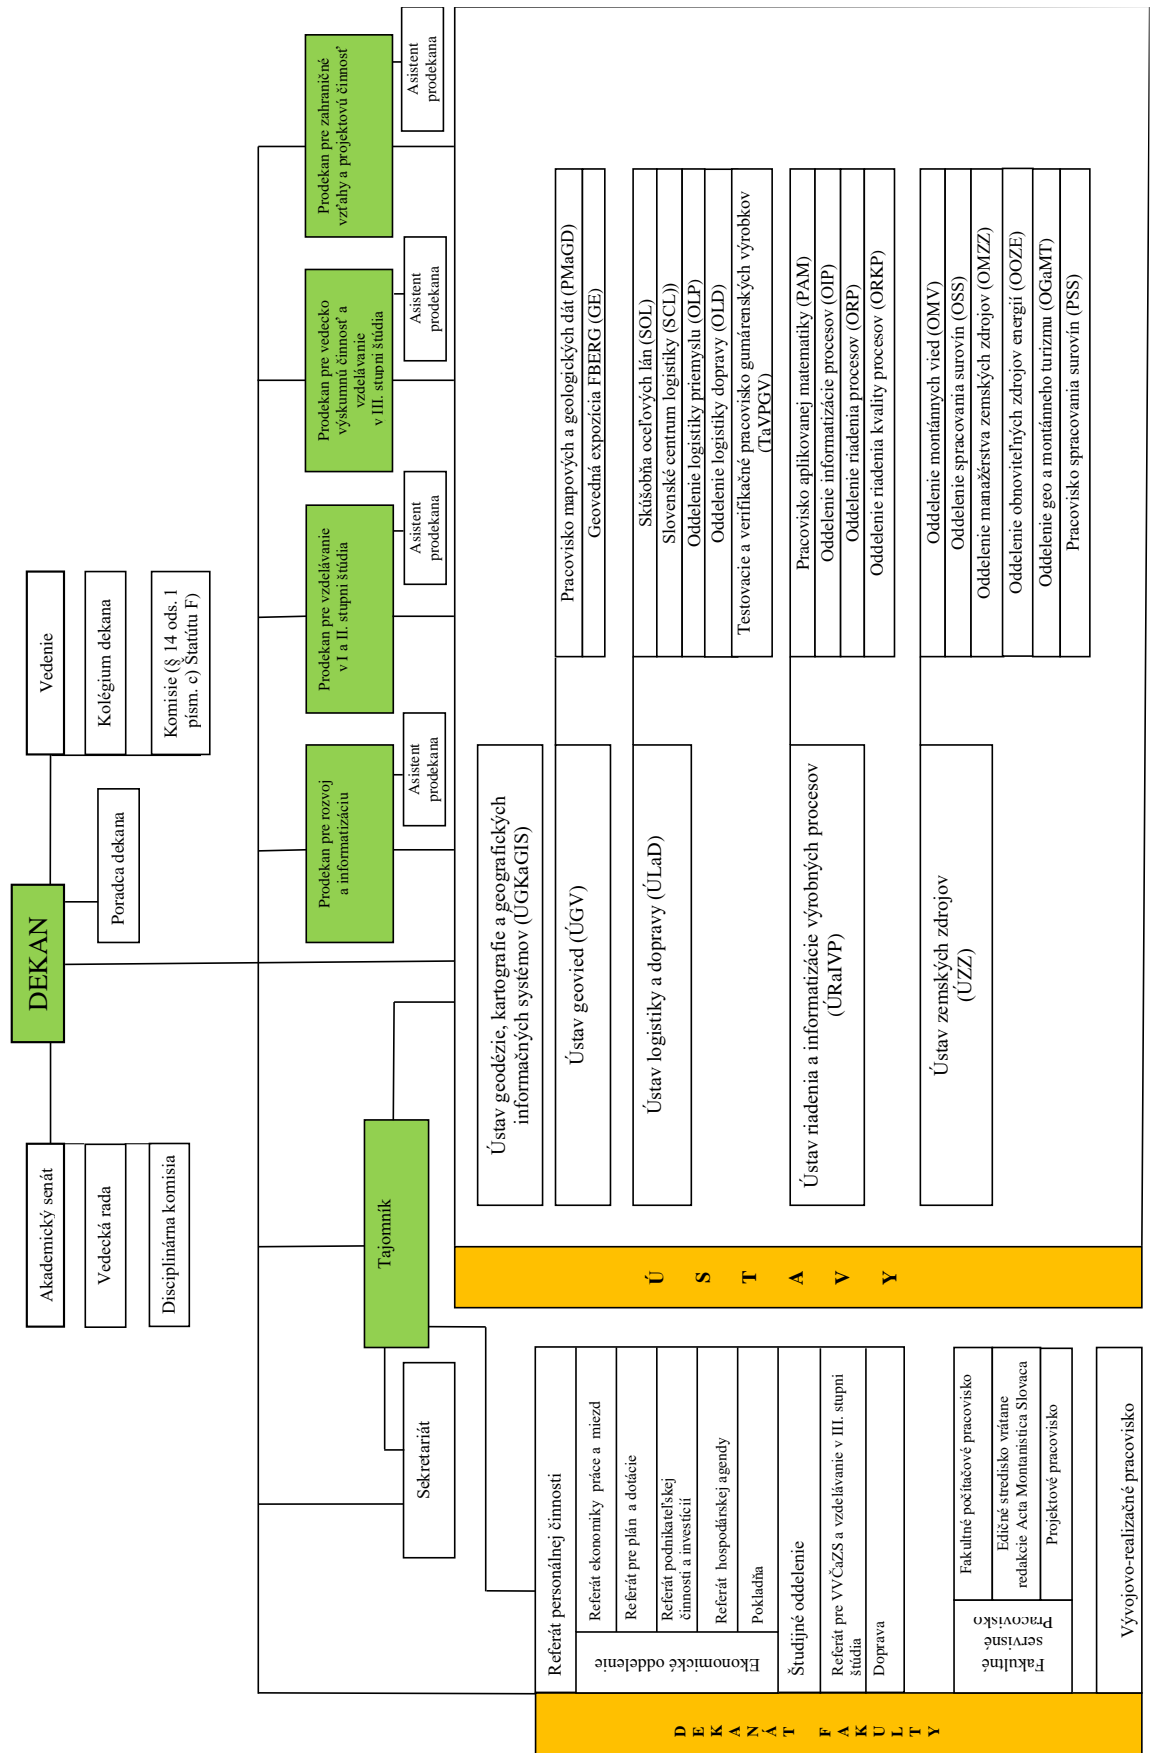 DEKAN
Akademický senát
Vedecká rada
Disciplinárna komisia
Poradca dekana
Vedenie
Kolégium dekana
Komisie (§ 14 ods. 1
písm. c) Štatútu F)
Tajomník
Sekretariát
Prodekan pre rozvoj
a informatizáciu
Asistent
prodekana
Prodekan pre vzdelávanie
v I a II. stupni štúdia
Asistent
prodekana
Prodekan pre vedecko
výskumnú činnosť a
vzdelávanie
v III. stupni štúdia
Asistent
prodekana
Prodekan pre zahraničné
vzťahy a projektovú činnosť
Asistent
prodekana
DEKANÁT FAKULTY
Referát personálnej činnosti
Ekonomické oddelenie
Referát ekonomiky práce a miezd
Referát pre plán a dotácie
Referát podnikateľskej
činnosti a investícií
Referát hospodárskej agendy
Pokladňa
Študijné oddelenie
Referát pre VVČaZS a vzdelávanie v III. stupni
štúdia
Doprava
Fakultné
servisné
Pracovisko
Fakultné počítačové pracovisko
Edičné stredisko vrátane
redakcie Acta Montanistica Slovaca
Projektové pracovisko
Vývojovo-realizačné pracovisko
ÚSTAVY
Ústav geodézie, kartografie a geografických
informačných systémov (ÚGKaGIS)
Ústav geovied (ÚGV)
Pracovisko mapových a geologických dát (PMaGD)
Geovedná expozícia FBERG (GE)
Ústav logistiky a dopravy (ÚLaD)
Skúšobňa oceľových lán (SOL)
Slovenské centrum logistiky (SCL))
Oddelenie logistiky priemyslu (OLP)
Oddelenie logistiky dopravy (OLD)
Testovacie a verifikačné pracovisko gumárenských výrobkov
(TaVPGV)
Ústav riadenia a informatizácie výrobných procesov
(ÚRaIVP)
Pracovisko aplikovanej matematiky (PAM)
Oddelenie informatizácie procesov (OIP)
Oddelenie riadenia procesov (ORP)
Oddelenie riadenia kvality procesov (ORKP)
Ústav zemských zdrojov
(ÚZZ)
Oddelenie montánnych vied (OMV)
Oddelenie spracovania surovín (OSS)
Oddelenie manažérstva zemských zdrojov (OMZZ)
Oddelenie obnoviteľných zdrojov energií (OOZE)
Oddelenie geo a montánneho turizmu (OGaMT)
Pracovisko spracovania surovín (PSS)